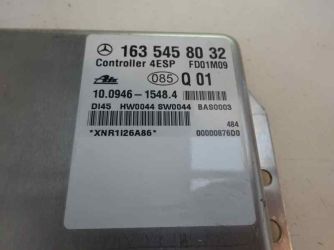 163 545 80 32
Controller 4ESP FD01M09
Ate 085 Q 01
10.0946-1548.4
DI45 HW0044 SW0044 BAS0003
484
*XNR1I26A86* 00000876D0